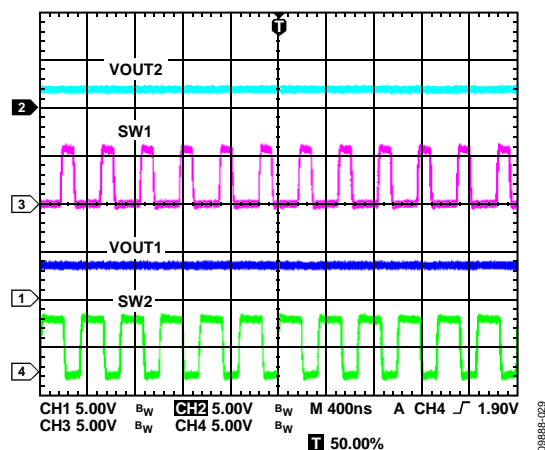 T
VOUT2
2
SW1
3
VOUT1
1
SW2
4
CH1 5.00V BW CH2 5.00V BW M 400ns A CH4 1.90V
CH3 5.00V BW CH4 5.00V BW
T 50.00%
09888-029